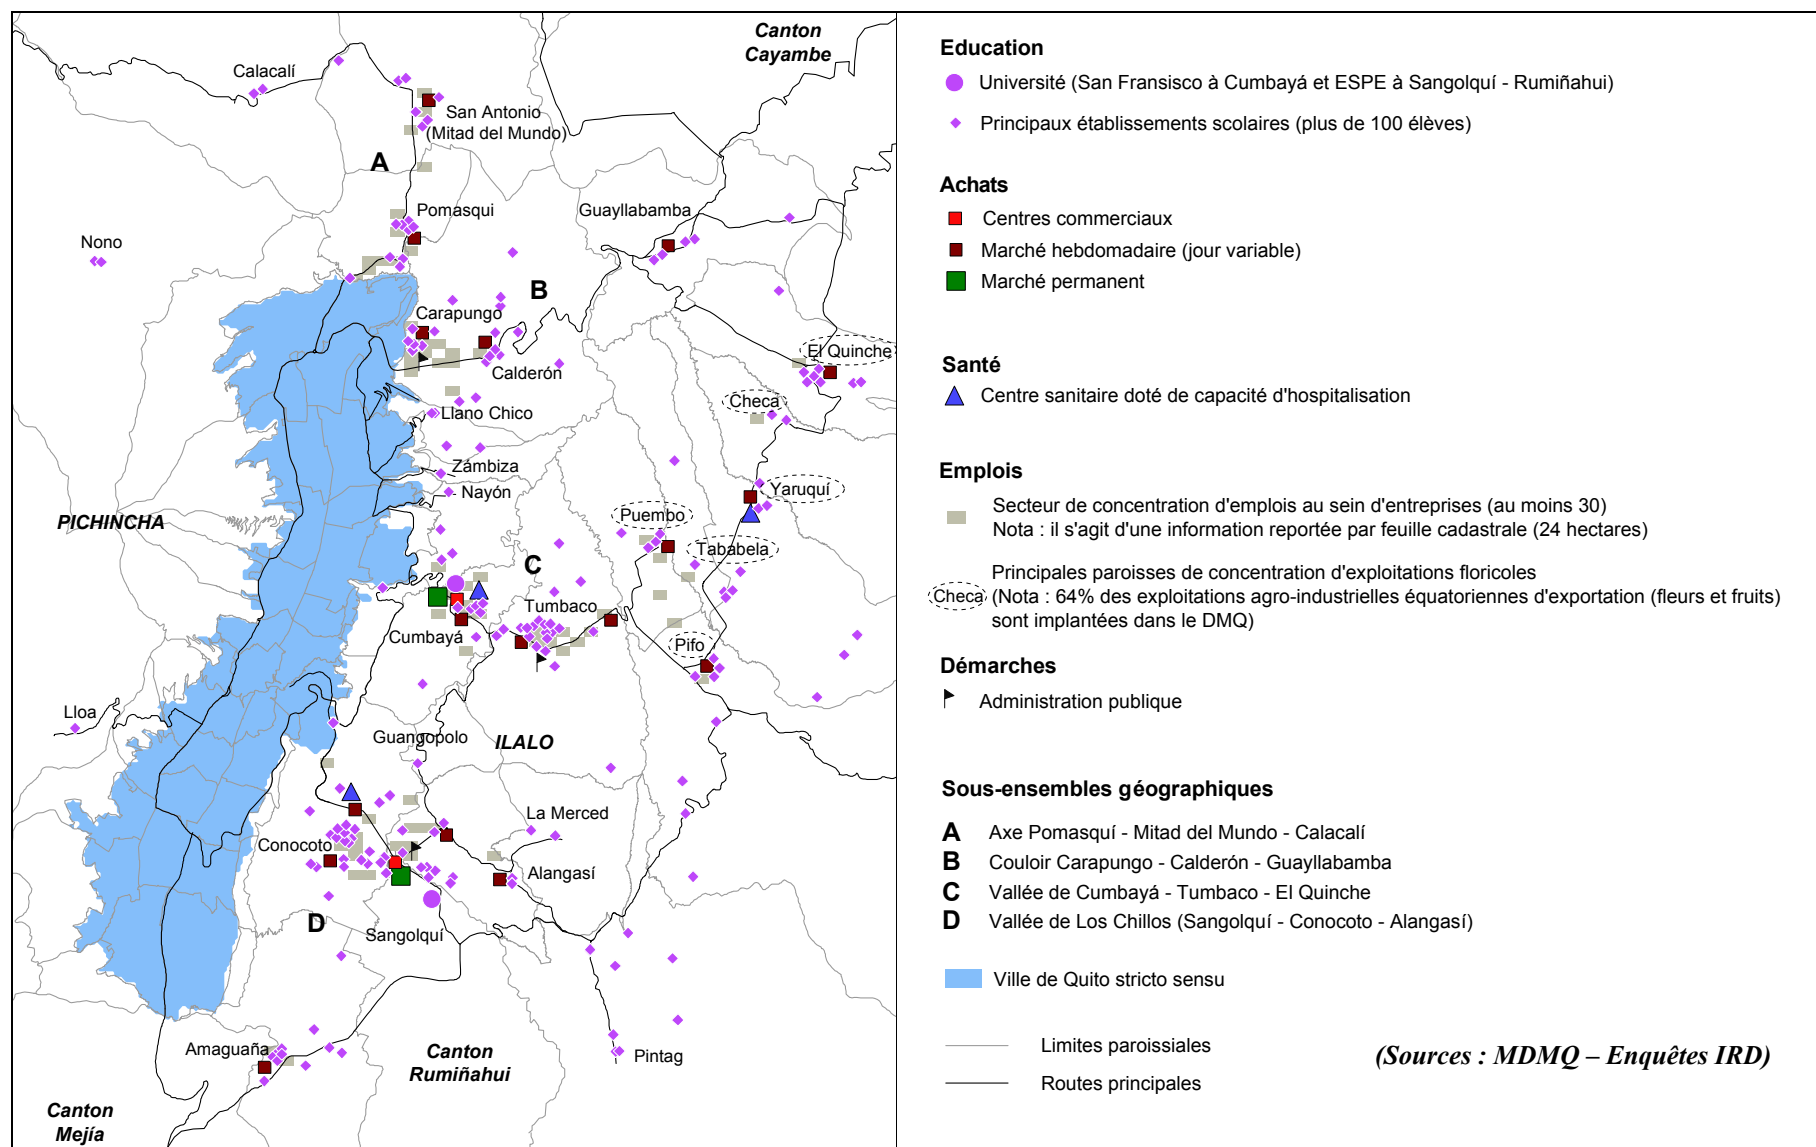 Canton
Cayambe
Calacalí
San Antonio
(Mitad del Mundo)
A
Pomasqui
Guayllabamba
Nono
B
Carapungo
El Quinche
Calderón
Checa
Llano Chico
Zámbiza
Yaruquí
Nayón
Puembo
PICHINCHA
Tababela
C
Tumbaco
Cumbayá
Pifo
Lloa
Guangopolo
ILALO
La Merced
Conocoto
Alangasí
D
Sangolquí
Amaguaña
Canton
Rumiñahui
Pintag
Canton
Mejía
Education
Université (San Fransisco à Cumbayá et ESPE à Sangolquí - Rumiñahui)
Principaux établissements scolaires (plus de 100 élèves)
Achats
Centres commerciaux
Marché hebdomadaire (jour variable)
Marché permanent
Santé
Centre sanitaire doté de capacité d'hospitalisation
Emplois
Secteur de concentration d'emplois au sein d'entreprises (au moins 30)
Nota : il s'agit d'une information reportée par feuille cadastrale (24 hectares)
Principales paroisses de concentration d'exploitations floricoles
Checa (Nota : 64% des exploitations agro-industrielles équatoriennes d'exportation (fleurs et fruits)
sont implantées dans le DMQ)
Démarches
Administration publique
Sous-ensembles géographiques
A Axe Pomasquí - Mitad del Mundo - Calacalí
B Couloir Carapungo - Calderón - Guayllabamba
C Vallée de Cumbayá - Tumbaco - El Quinche
D Vallée de Los Chillos (Sangolquí - Conocoto - Alangasí)
Ville de Quito stricto sensu
Limites paroissiales
Routes principales
(Sources : MDMQ – Enquêtes IRD)